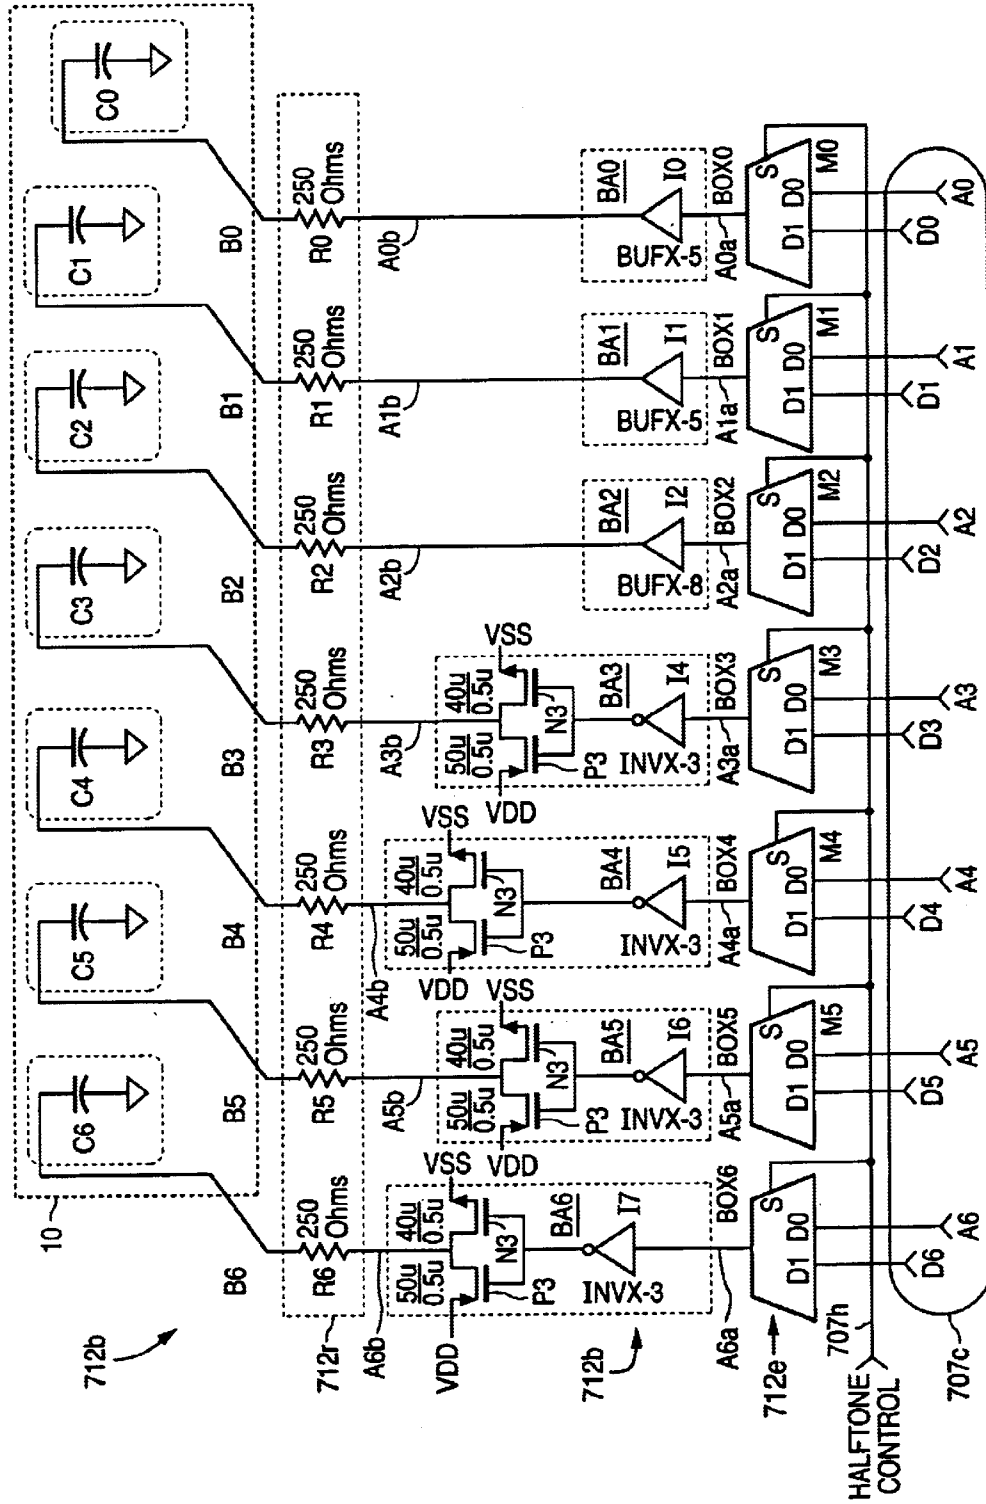 712b
10
C6
C5
C4
C3
C2
C1
C0
B6
B5
B4
B3
B2
B1
B0
712r
R6
250
Ohms
R5
250
Ohms
R4
250
Ohms
R3
250
Ohms
R2
250
Ohms
R1
250
Ohms
R0
250
Ohms
A6b
A5b
A4b
A3b
A2b
A1b
A0b
VDD
50u
0.5u
40u
0.5u
VSS
P3
N3
VDD
50u
0.5u
40u
0.5u
VSS
P3
N3
VDD
50u
0.5u
40u
0.5u
VSS
P3
N3
VDD
50u
0.5u
40u
0.5u
VSS
P3
N3
712b
BA6
INVX-3
I7
BA5
INVX-3
I6
BA4
INVX-3
I5
BA3
INVX-3
I4
BA2
BUFX-8
I2
BA1
BUFX-5
I1
BA0
BUFX-5
I0
A6a
BOX6
A5a
BOX5
A4a
BOX4
A3a
BOX3
A2a
BOX2
A1a
BOX1
A0a
BOX0
712e
D1 D0 S
D1 D0 S M5
D1 D0 S M4
D1 D0 S M3
D1 D0 S M2
D1 D0 S M1
D1 D0 S M0
HALFTONE
CONTROL
707h
707c
D6 A6
D5 A5
D4 A4
D3 A3
D2 A2
D1 A1
D0 A0